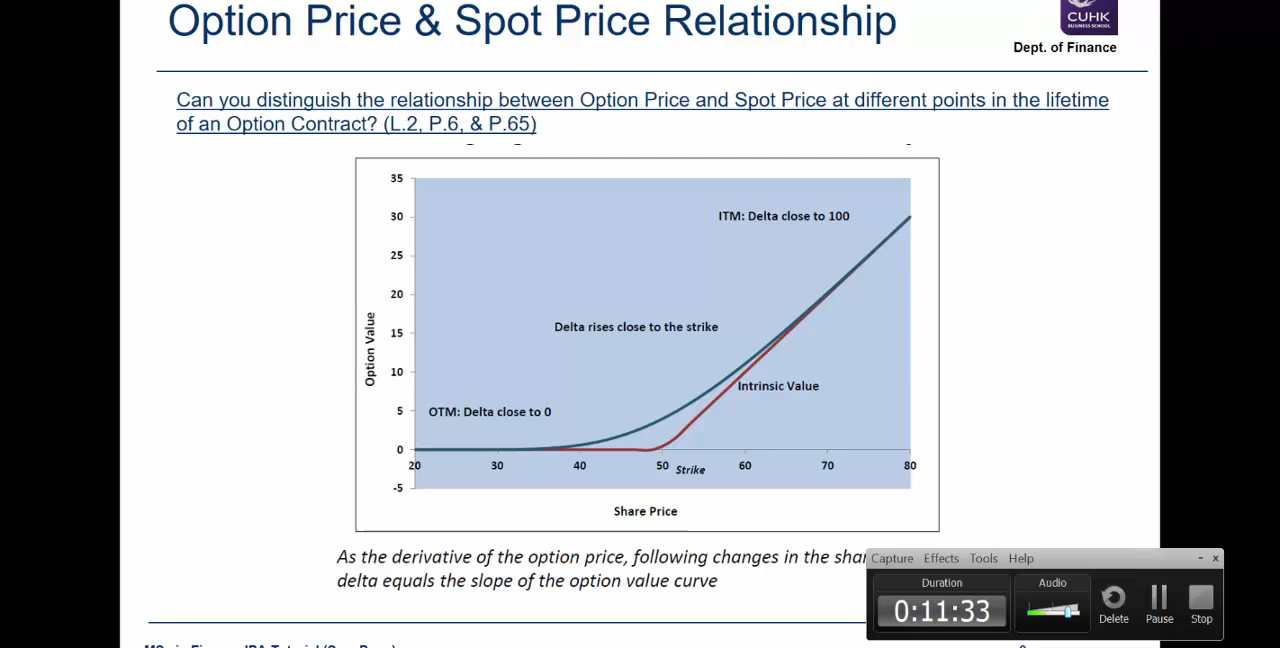 Option Price & Spot Price Relationship
CUHK
BUSINESS SCHOOL
Dept. of Finance
Can you distinguish the relationship between Option Price and Spot Price at different points in the lifetime
of an Option Contract? (L.2, P.6, & P.65)
35
30
25
20
15
10
5
0
-5
Option Value
ITM: Delta close to 100
Delta rises close to the strike
Intrinsic Value
OTM: Delta close to 0
20 30 40 50 60 70 80
Strike
Share Price
As the derivative of the option price, following changes in the
delta equals the slope of the option value curve
Capture Effects Tools Help
- x
Duration
0:11:33
Audio
Delete
Pause
Stop